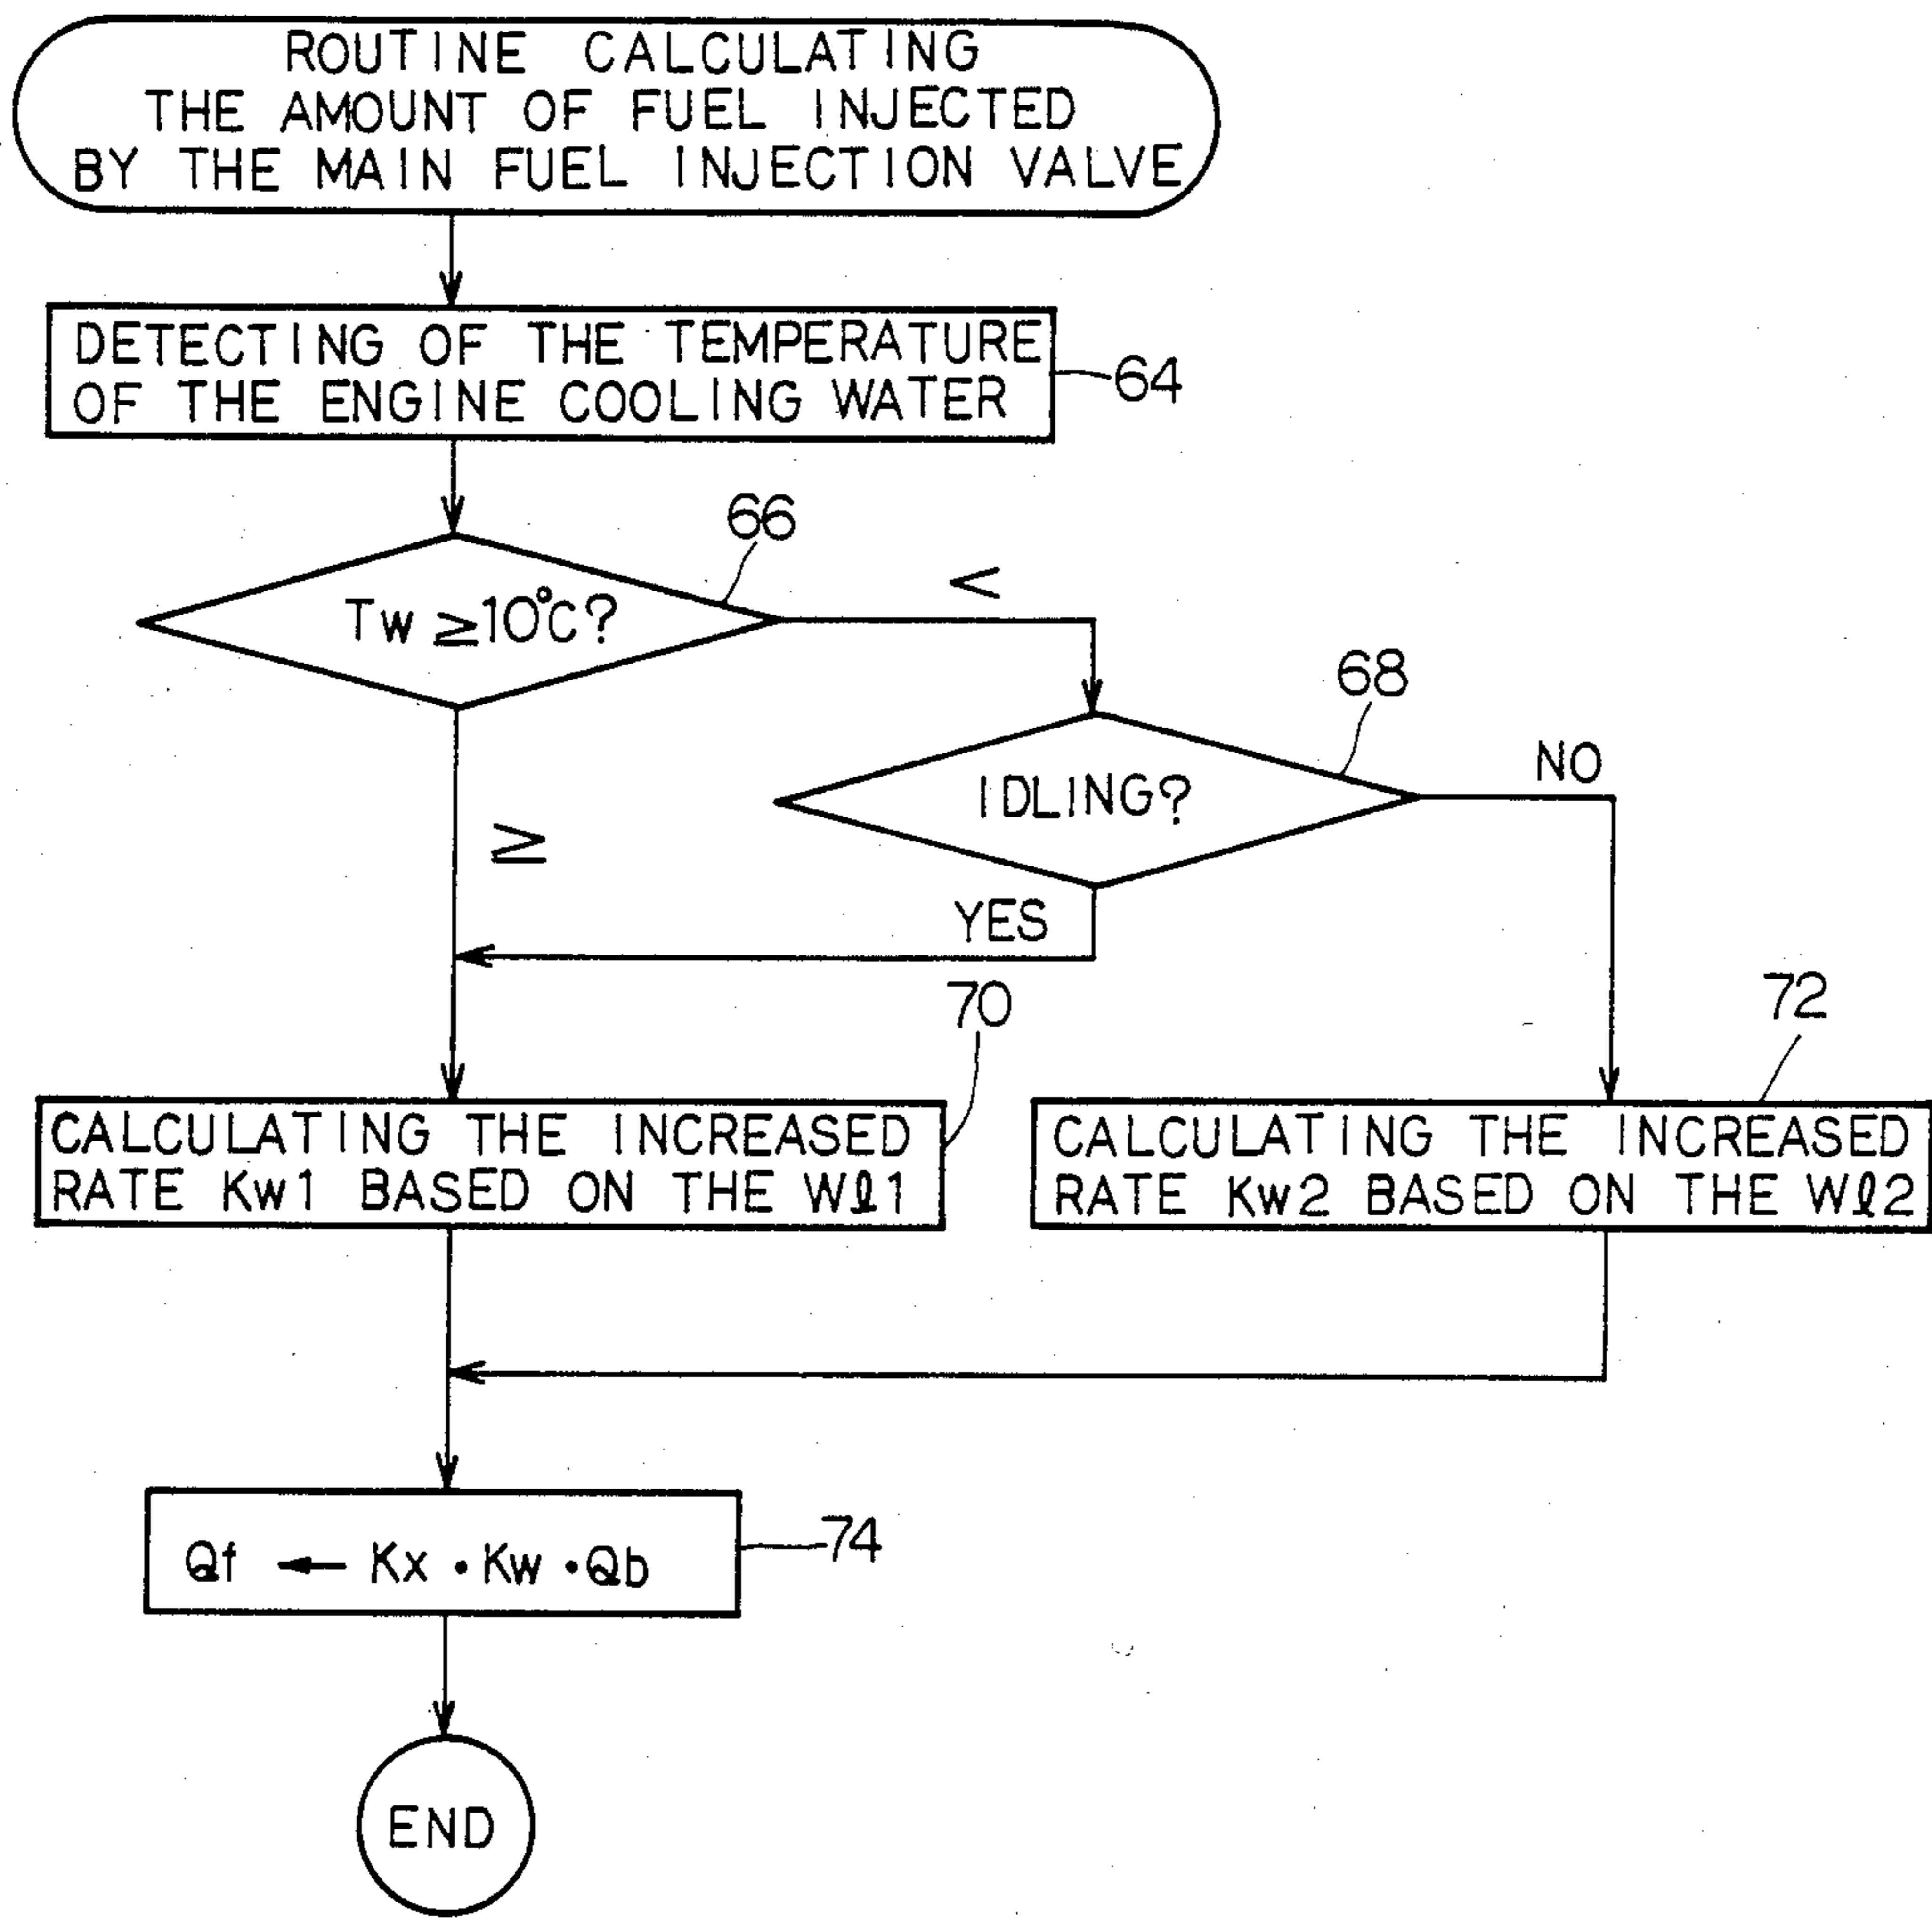 ROUTINE CALCULATING
THE AMOUNT OF FUEL INJECTED
BY THE MAIN FUEL INJECTION VALVE
DETECTING OF THE TEMPERATURE
OF THE ENGINE COOLING WATER
64
66
Tw ≥10°C?
<
68
IDLING?
NO
≥
YES
70
72
CALCULATING THE INCREASED
RATE Kw1 BASED ON THE Wℓ1
CALCULATING THE INCREASED
RATE Kw2 BASED ON THE Wℓ2
Qf ← Kx • Kw • Qb
74
END